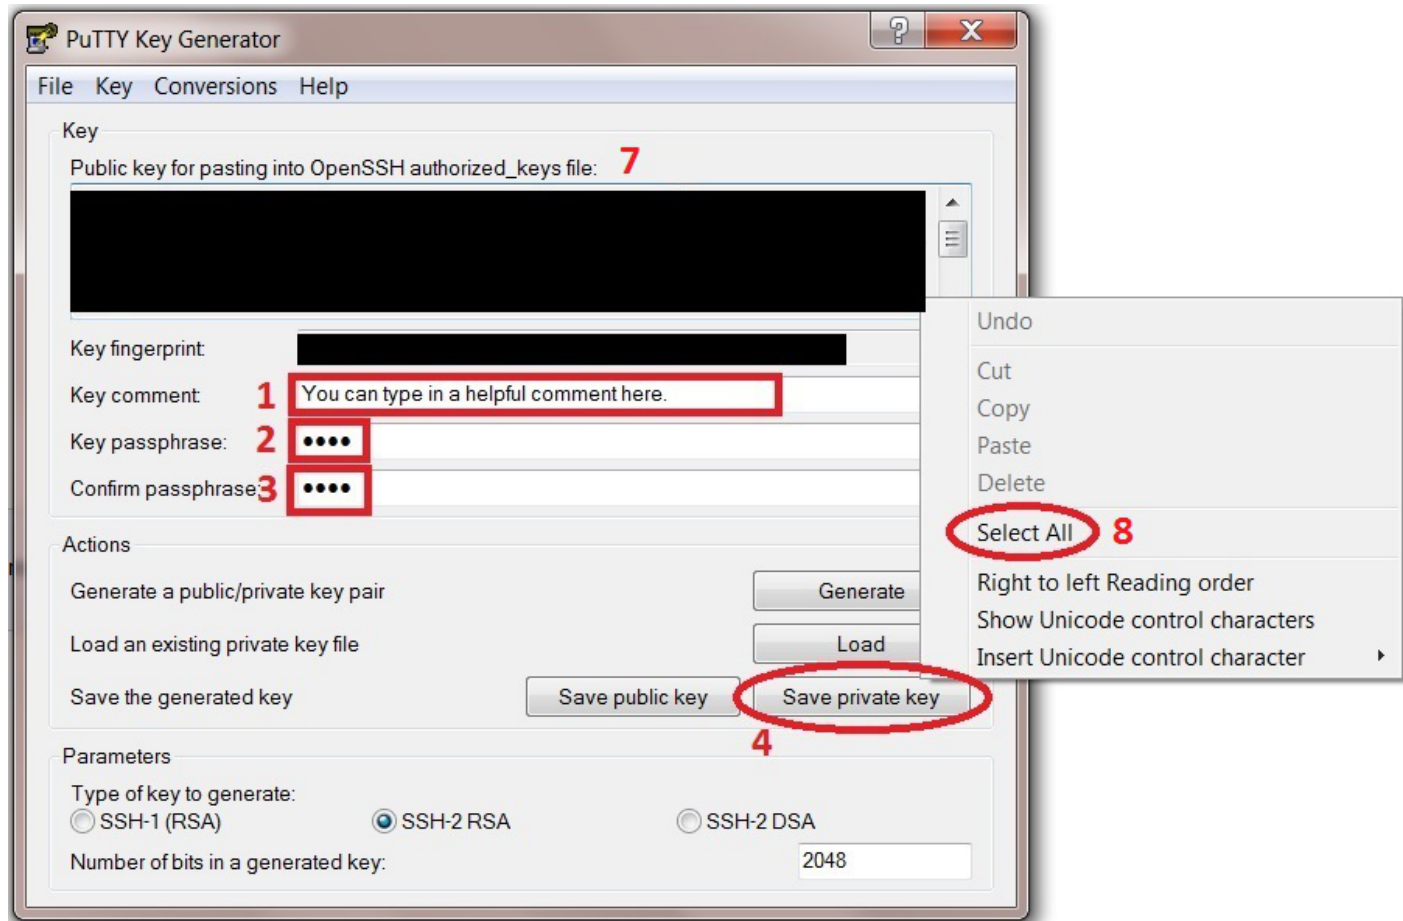 PuTTY Key Generator
File Key Conversions Help
Key
Public key for pasting into OpenSSH authorized_keys file: 7
Key fingerprint:
Key comment: 1 You can type in a helpful comment here.
Key passphrase: 2 ••••
Confirm passphrase: 3 ••••
Actions
Generate a public/private key pair Generate
Load an existing private key file Load
Save the generated key Save public key Save private key
4
Parameters
Type of key to generate:
SSH-1 (RSA) SSH-2 RSA SSH-2 DSA
Number of bits in a generated key: 2048
Undo
Cut
Copy
Paste
Delete
Select All 8
Right to left Reading order
Show Unicode control characters
Insert Unicode control character